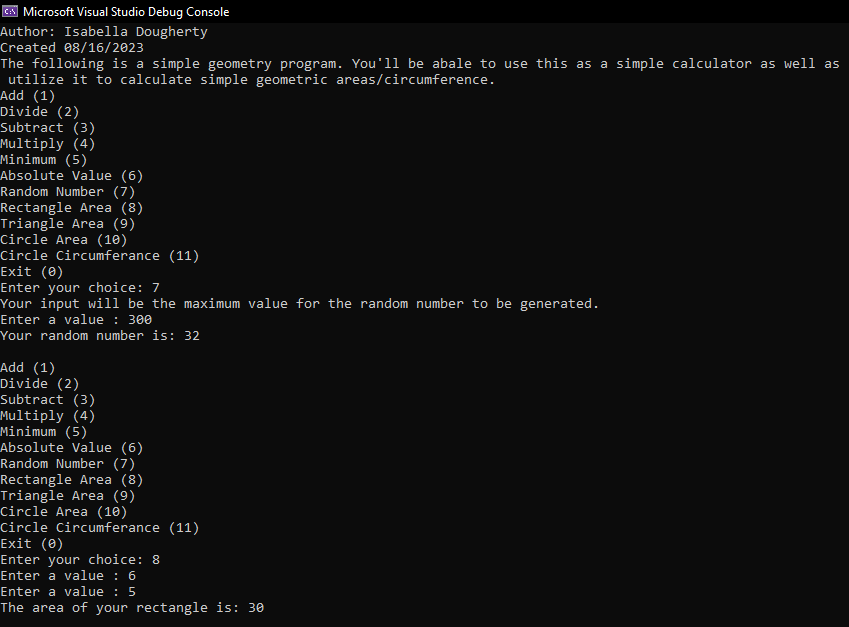 Microsoft Visual Studio Debug Console
Author: Isabella Dougherty
Created 08/16/2023
The following is a simple geometry program. You'll be abale to use this as a simple calculator as well as
utilize it to calculate simple geometric areas/circumference.
Add (1)
Divide (2)
Subtract (3)
Multiply (4)
Minimum (5)
Absolute Value (6)
Random Number (7)
Rectangle Area (8)
Triangle Area (9)
Circle Area (10)
Circle Circumferance (11)
Exit (0)
Enter your choice: 7
Your input will be the maximum value for the random number to be generated.
Enter a value : 300
Your random number is: 32
Add (1)
Divide (2)
Subtract (3)
Multiply (4)
Minimum (5)
Absolute Value (6)
Random Number (7)
Rectangle Area (8)
Triangle Area (9)
Circle Area (10)
Circle Circumferance (11)
Exit (0)
Enter your choice: 8
Enter a value : 6
Enter a value : 5
The area of your rectangle is: 30